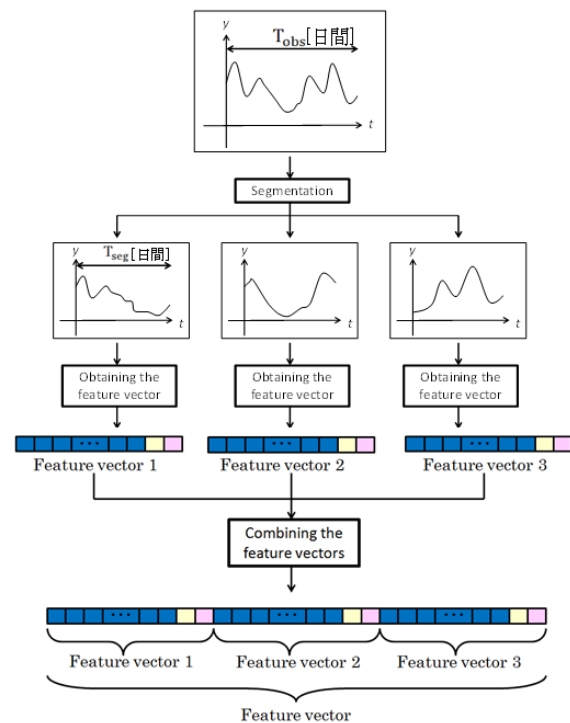 y
T_obs[日間]
t
Segmentation
y
T_seg[日間]
t
y
t
y
t
Obtaining the
feature vector
Obtaining the
feature vector
Obtaining the
feature vector
Feature vector 1
Feature vector 2
Feature vector 3
Combining the
feature vectors
Feature vector 1
Feature vector 2
Feature vector 3
Feature vector